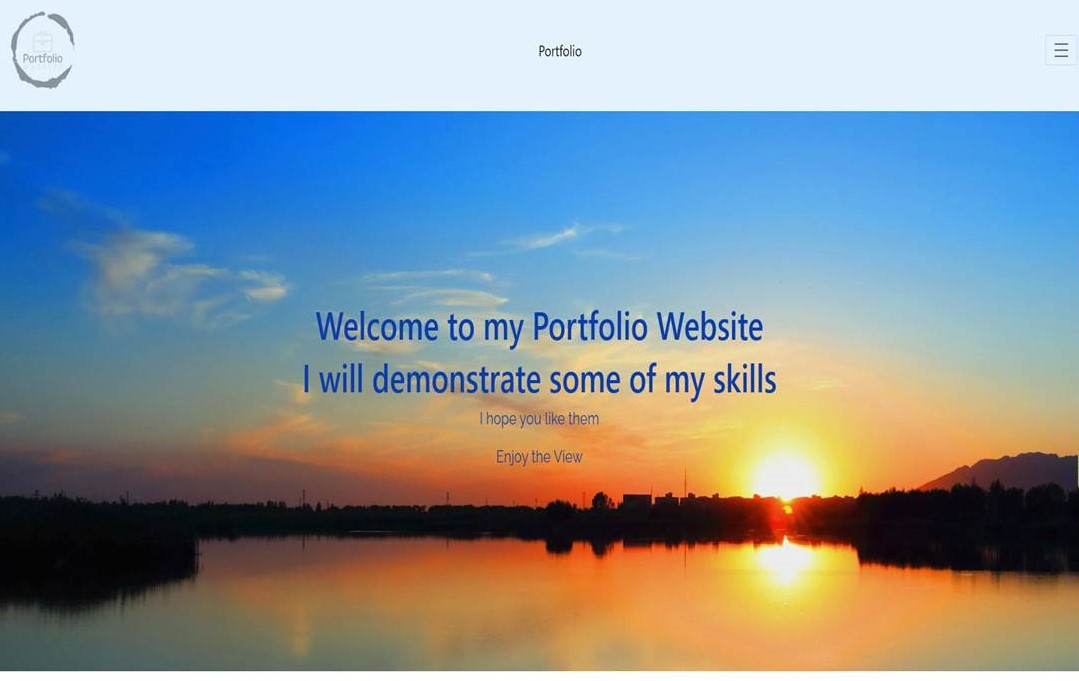 Portfolio
Portfolio
Welcome to my Portfolio Website
I will demonstrate some of my skills
I hope you like them
Enjoy the View